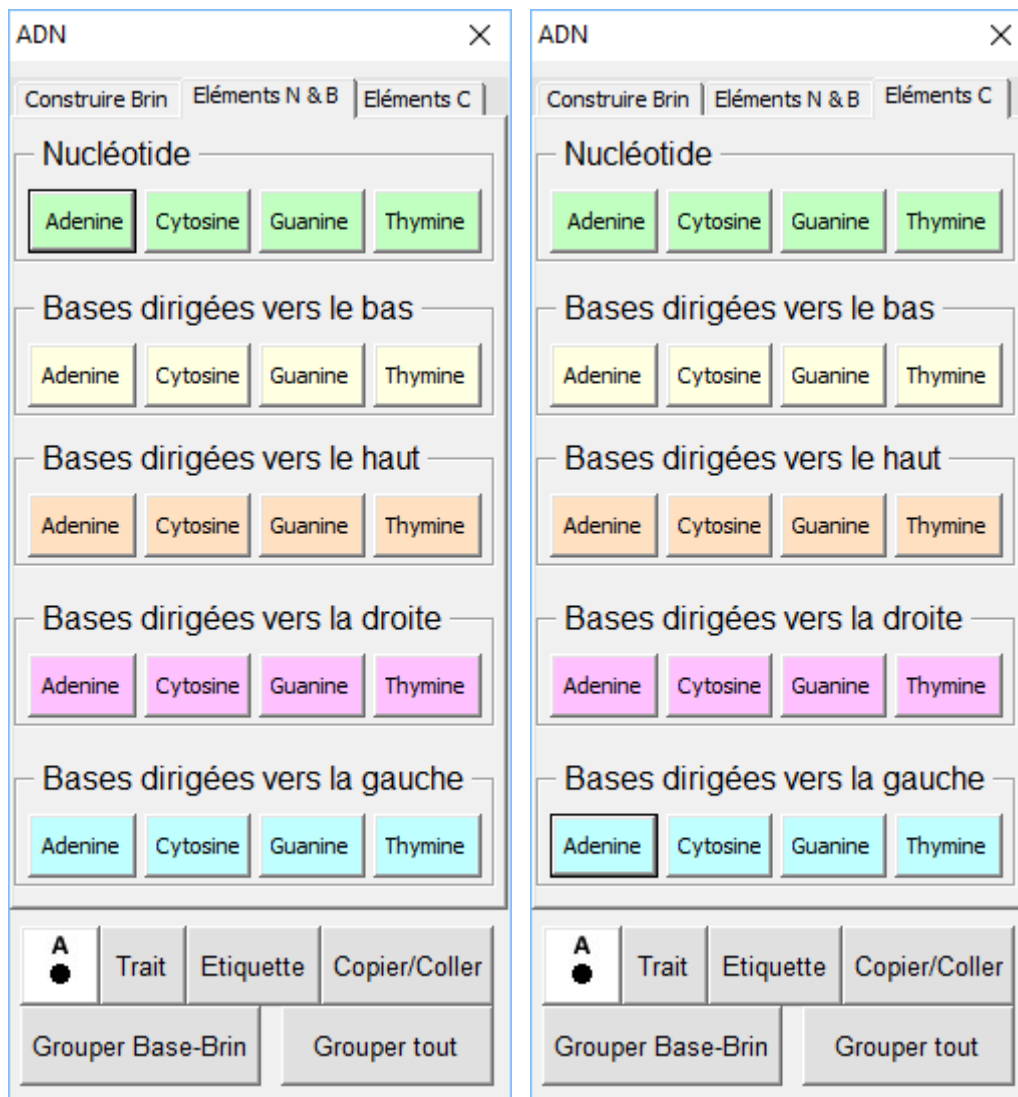 ADN
Construire Brin Eléments N & B Eléments C
Nucléotide
Adenine Cytosine Guanine Thymine
Bases dirigées vers le bas
Adenine Cytosine Guanine Thymine
Bases dirigées vers le haut
Adenine Cytosine Guanine Thymine
Bases dirigées vers la droite
Adenine Cytosine Guanine Thymine
Bases dirigées vers la gauche
Adenine Cytosine Guanine Thymine
A
Trait Etiquette Copier/Coller
Grouper Base-Brin Grouper tout
ADN
Construire Brin Eléments N & B Eléments C
Nucléotide
Adenine Cytosine Guanine Thymine
Bases dirigées vers le bas
Adenine Cytosine Guanine Thymine
Bases dirigées vers le haut
Adenine Cytosine Guanine Thymine
Bases dirigées vers la droite
Adenine Cytosine Guanine Thymine
Bases dirigées vers la gauche
Adenine Cytosine Guanine Thymine
A
Trait Etiquette Copier/Coller
Grouper Base-Brin Grouper tout